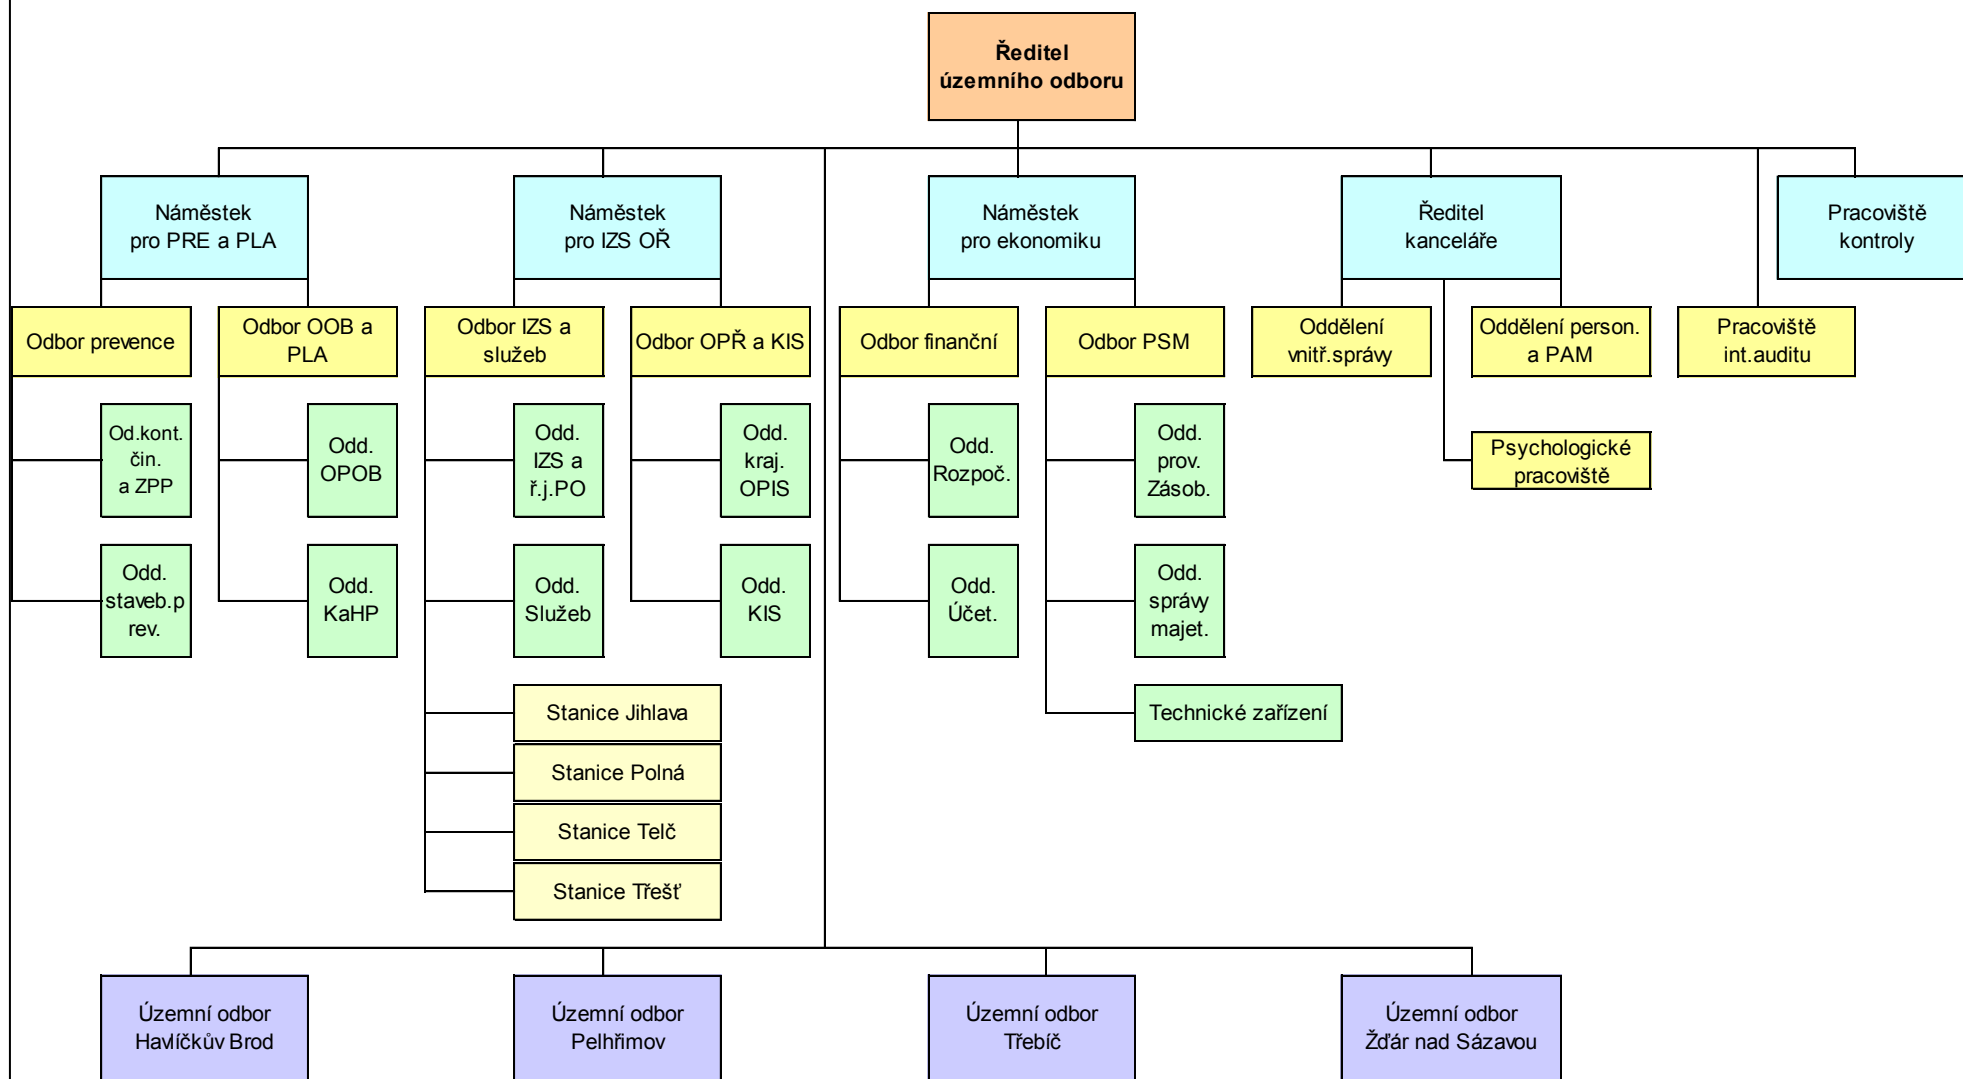 Ředitel
územního odboru
Náměstek
pro PRE a PLA
Náměstek
pro IZS OŘ
Náměstek
pro ekonomiku
Ředitel
kanceláře
Pracoviště
kontroly
Odbor prevence
Odbor OOB a
PLA
Odbor IZS a
služeb
Odbor OPŘ a KIS
Odbor finanční
Odbor PSM
Oddělení
vnitř.správy
Oddělení person.
a PAM
Pracoviště
int.auditu
Od.kont.
čin.
a ZPP
Odd.
OPOB
Odd.
IZS a
ř.j.PO
Odd.
kraj.
OPIS
Odd.
Rozpoč.
Odd.
prov.
Zásob.
Psychologické
pracoviště
Odd.
staveb.p
rev.
Odd.
KaHP
Odd.
Služeb
Odd.
KIS
Odd.
Účet.
Odd.
správy
majet.
Stanice Jihlava
Technické zařízení
Stanice Polná
Stanice Telč
Stanice Třešť
Územní odbor
Havlíčkův Brod
Územní odbor
Pelhřimov
Územní odbor
Třebíč
Územní odbor
Žďár nad Sázavou